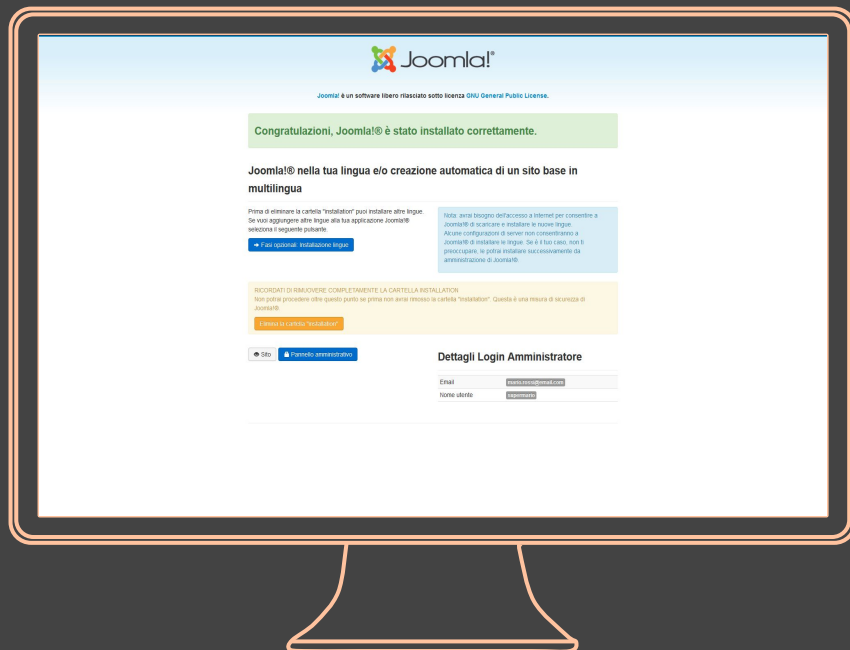 Joomla!®
Joomla! è un software libero rilasciato sotto licenza GNU General Public License.
Congratulazioni, Joomla!® è stato installato correttamente.
Joomla!® nella tua lingua e/o creazione automatica di un sito base in
multilingua
Prima di eliminare la cartella "installation" puoi installare altre lingue.
Se vuoi aggiungere altre lingue alla tua applicazione Joomla!®
seleziona il seguente pulsante.
Fasi opzionali: installazione lingue
Nota: avrai bisogno dell'accesso a internet per consentire a
Joomla!® di scaricare e installare le nuove lingue.
Alcune configurazioni di server non consentiranno a
Joomla!® di installare le lingue. Se è il tuo caso, non ti
preoccupare, le potrai installare successivamente da
amministrazione di Joomla!®.
RICORDATI DI RIMUOVERE COMPLETAMENTE LA CARTELLA INSTALLATION
Non potrai procedere oltre questo punto se prima non avrai rimosso la cartella "installation". Questa è una misura di sicurezza di
Joomla!®.
Elimina la cartella "installation"
Sito
Pannello amministrativo
Dettagli Login Amministratore
Email mario.rossi@email.com
Nome utente supermario